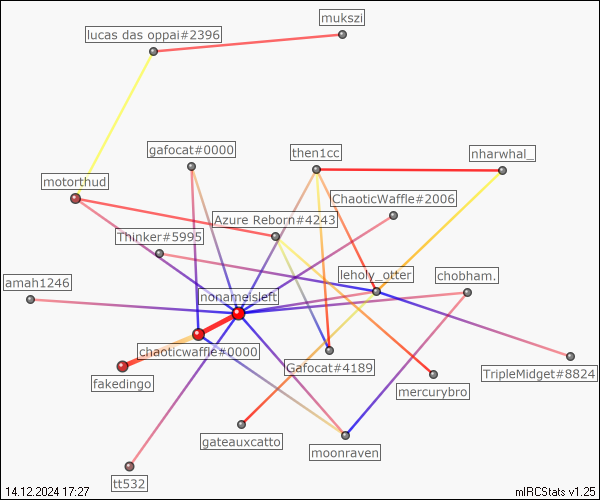 mukszi
lucas das oppai#2396
gafocat#0000
then1cc
nharwhal_
motorthud
ChaoticWaffle#2006
Azure Reborn#4243
Thinker#5995
leholy_otter
chobham.
amah1246
nonameisleft
chaoticwaffle#0000
Gafocat#4189
TripleMidget#8824
fakedingo
mercurybro
gateauxcatto
moonraven
tt532
14.12.2024 17:27
mIRCStats v1.25